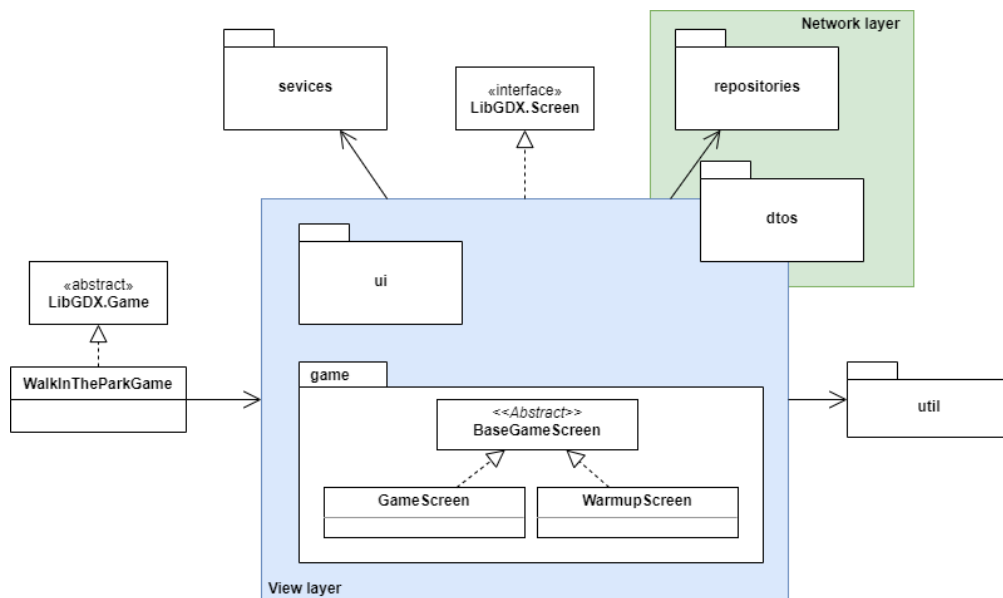 Network layer
sevices
«interface»
LibGDX.Screen
repositories
dtos
ui
«abstract»
LibGDX.Game
WalkInTheParkGame
game
<<Abstract>>
BaseGameScreen
util
GameScreen
WarmupScreen
View layer